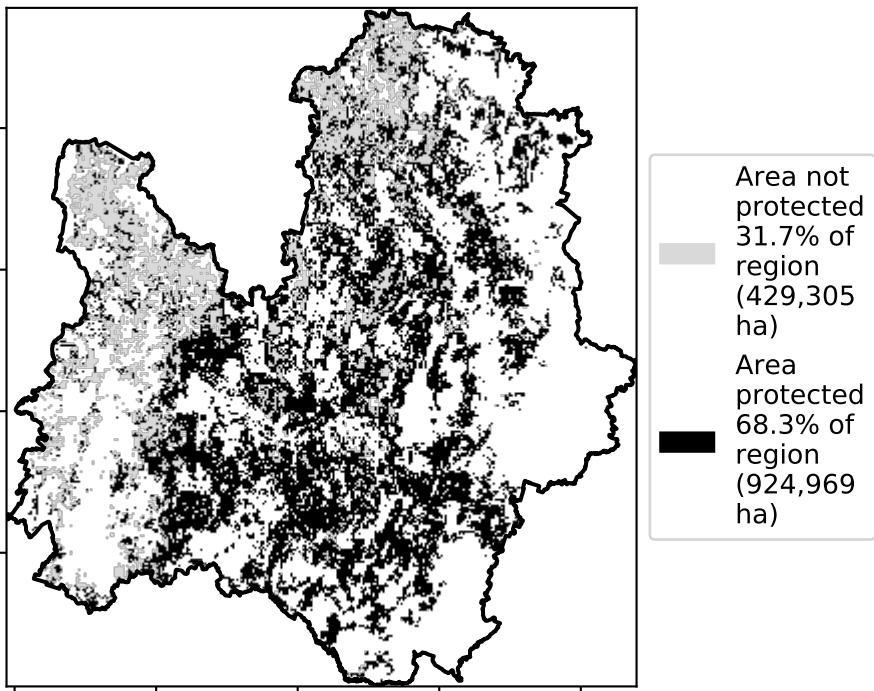 Area not
protected
31.7% of
region
(429,305
ha)
Area
protected
68.3% of
region
(924,969
ha)